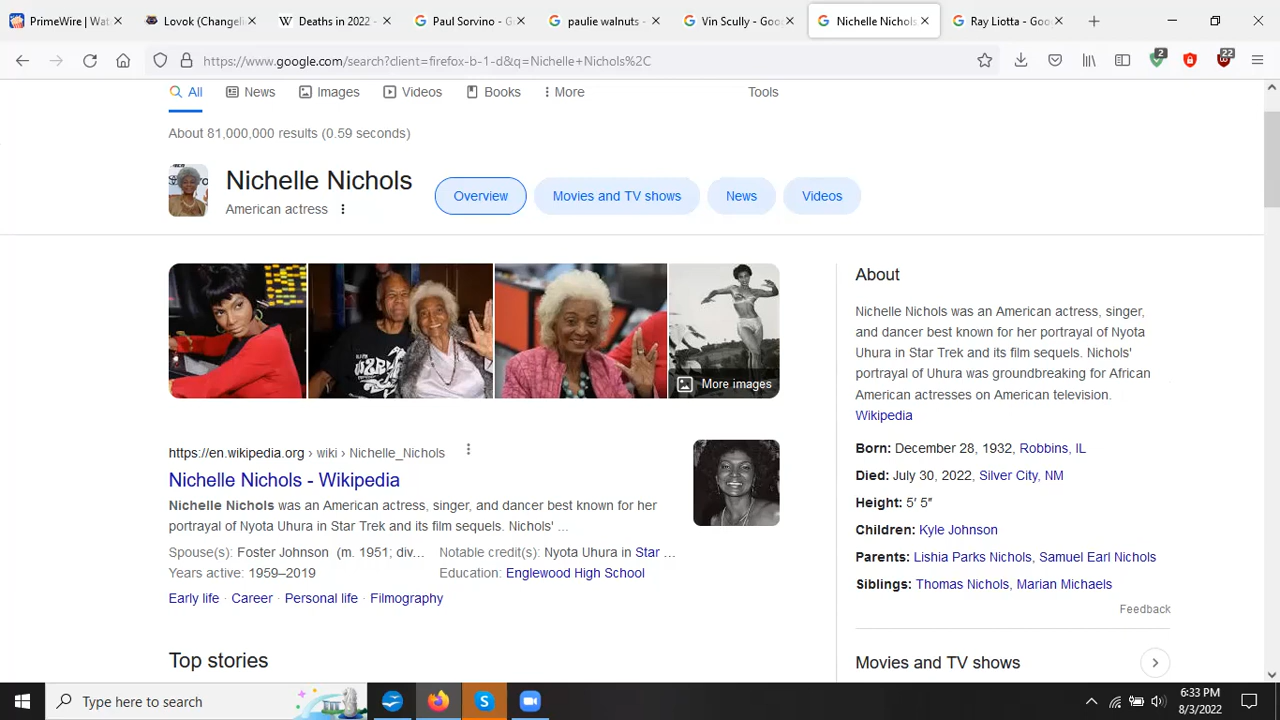 PrimeWire | Wat
Lovok (Changeli
Deaths in 2022 -
Paul Sorvino - G
paulie walnuts -
Vin Scully - Goo
Nichelle Nichols,
Ray Liotta - Goo
https://www.google.com/search?client=firefox-b-1-d&q=Nichelle+Nichols%2C
2
22
All
News
Images
Videos
Books
More
Tools
About 81,000,000 results (0.59 seconds)
Nichelle Nichols
American actress
Overview
Movies and TV shows
News
Videos
More images
https://en.wikipedia.org › wiki › Nichelle_Nichols
Nichelle Nichols - Wikipedia
Nichelle Nichols was an American actress, singer, and dancer best known for her
portrayal of Nyota Uhura in Star Trek and its film sequels. Nichols' ...
Spouse(s): Foster Johnson (m. 1951; div...
Notable credit(s): Nyota Uhura in Star ...
Years active: 1959–2019
Education: Englewood High School
Early life · Career · Personal life · Filmography
Top stories
About
Nichelle Nichols was an American actress, singer,
and dancer best known for her portrayal of Nyota
Uhura in Star Trek and its film sequels. Nichols'
portrayal of Uhura was groundbreaking for African
American actresses on American television.
Wikipedia
Born: December 28, 1932, Robbins, IL
Died: July 30, 2022, Silver City, NM
Height: 5′ 5″
Children: Kyle Johnson
Parents: Lishia Parks Nichols, Samuel Earl Nichols
Siblings: Thomas Nichols, Marian Michaels
Feedback
Movies and TV shows
Type here to search
6:33 PM
8/3/2022